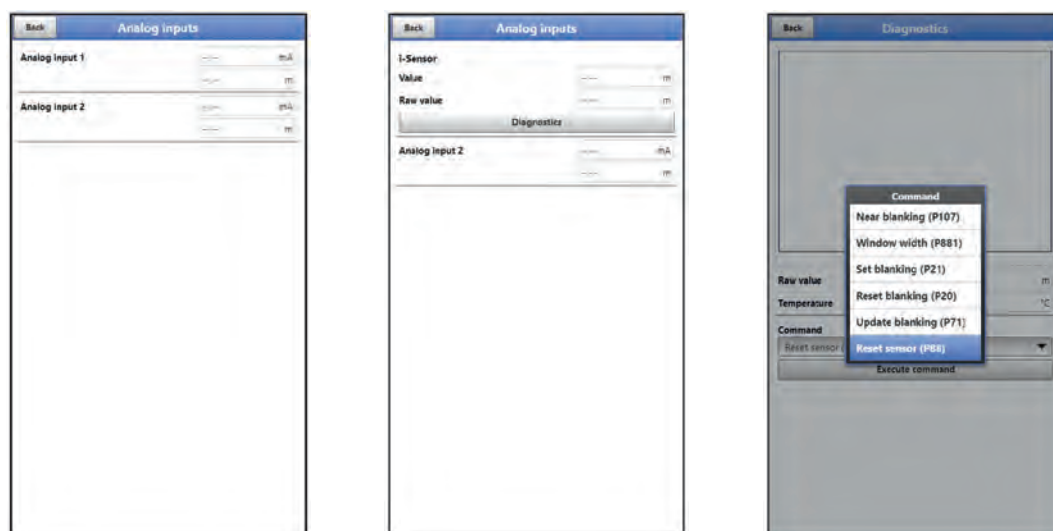 Back Analog inputs
Analog input 1 --.-- mA
--.-- m
Analog input 2 --.-- mA
--.-- m
Back Analog inputs
i-Sensor
Value --.-- m
Raw value --.-- m
Diagnostics
Analog input 2 --.-- mA
--.-- m
Back Diagnostics
Command
Near blanking (P107)
Window width (P881)
Set blanking (P21)
Reset blanking (P20)
Update blanking (P71)
Reset sensor (P88)
Raw value m
Temperature °C
Command
Reset sensor (
Execute command